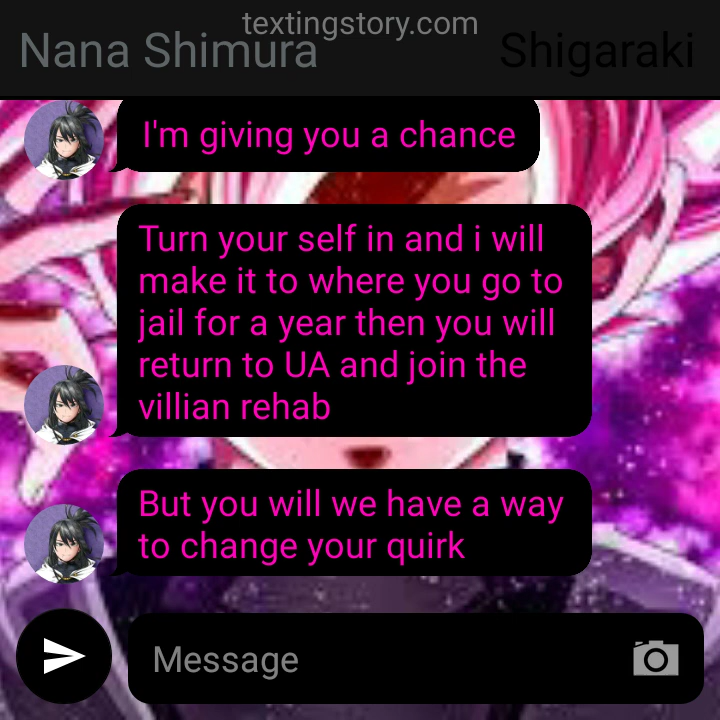 textingstory.com
Nana Shimura Shigaraki
I'm giving you a chance
Turn your self in and i will
make it to where you go to
jail for a year then you will
return to UA and join the
villian rehab
But you will we have a way
to change your quirk
Message